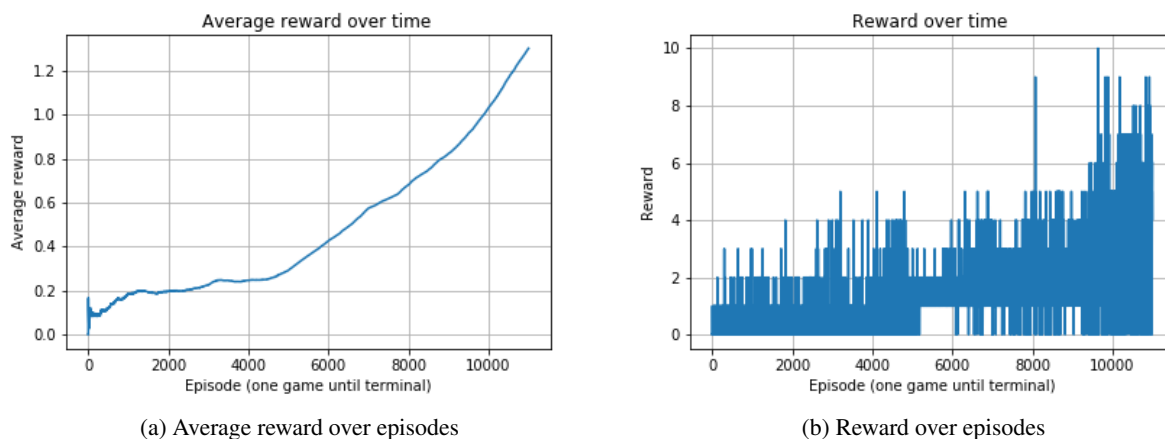 Average reward over time
Average reward
1.2
1.0
0.8
0.6
0.4
0.2
0.0
0 2000 4000 6000 8000 10000
Episode (one game until terminal)
(a) Average reward over episodes
Reward over time
Reward
10
8
6
4
2
0
0 2000 4000 6000 8000 10000
Episode (one game until terminal)
(b) Reward over episodes